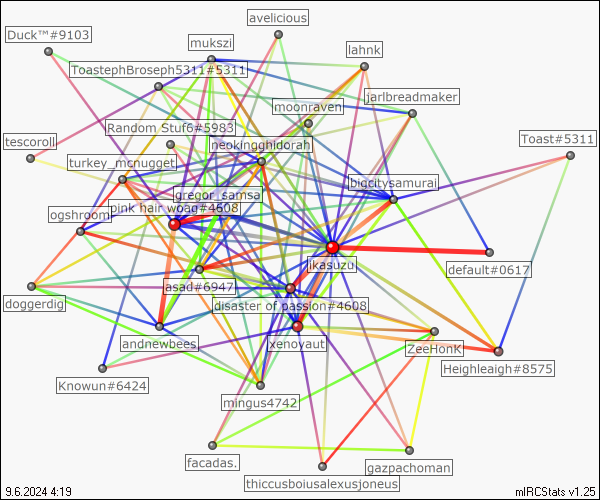 avelicious
Duck™#9103
mukszi
lahnk
ToastephBroseph5311#5311
jarlbreadmaker
moonraven
Random Stuf6#5983
Toast#5311
tescoroll
neokingghidorah
turkey_mcnugget
bigcitysamurai
gregor_samsa
pink hair woag#4608
ogshroom
jkasuzu
default#0617
asad#6947
doggerdig
disaster of passion#4608
andnewbees
xenoyaut
ZeeHonK
Heighleaigh#8575
Knowun#6424
mingus4742
facadas.
gazpachoman
thiccusboiusalexusjoneus
9.6.2024 4:19
mIRCStats v1.25